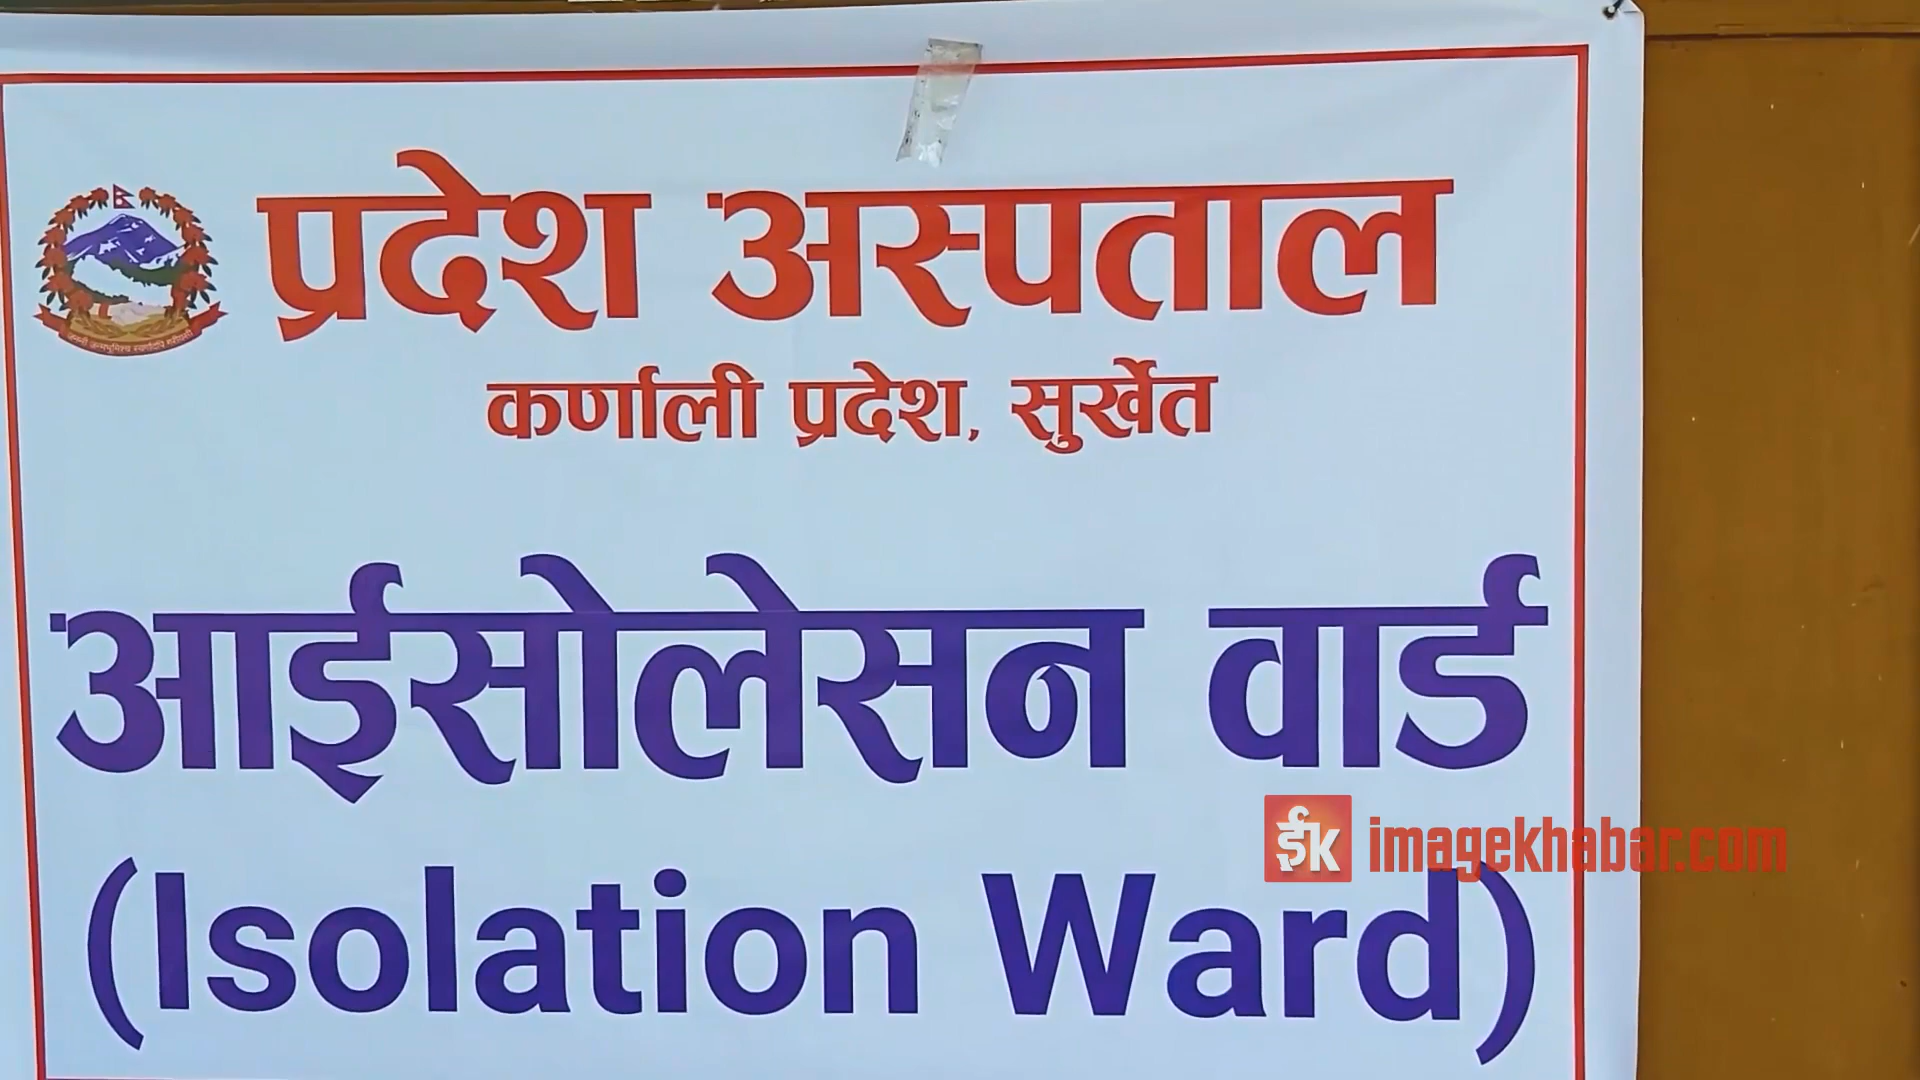 प्रदेश अस्पताल
कर्णाली प्रदेश, सुर्खेत
आईसोलेसन वार्ड
ईk imagekhabar.com
(Isolation Ward)